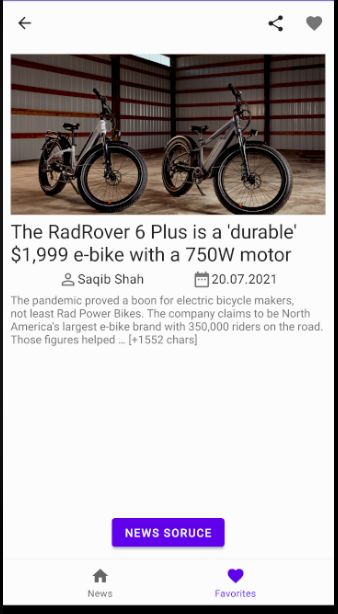 The RadRover 6 Plus is a 'durable'
$1,999 e-bike with a 750W motor
Saqib Shah 20.07.2021
The pandemic proved a boon for electric bicycle makers,
not least Rad Power Bikes. The company claims to be North
America's largest e-bike brand with 350,000 riders on the road.
Those figures helped … [+1552 chars]
NEWS SORUCE
News Favorites